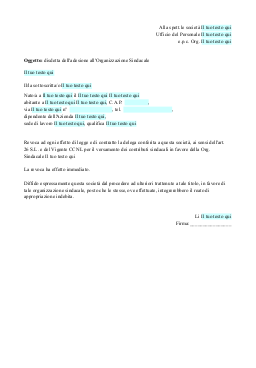 Alla spett.le società Il tuo testo qui
Ufficio del Personale Il tuo testo qui
e.p.c. Org. Il tuo testo qui
Oggetto: disdetta dell'adesione all'Organizzazione Sindacale
Il tuo testo qui
Il/la sottoscritto/a Il tuo testo qui
Nato/a a Il tuo testo qui il Il tuo testo qui
abitante a Il tuo testo qui Il tuo testo qui, C.A.P. ,
via Il tuo testo qui n° , tel. ,
dipendente dell'Azienda Il tuo testo qui,
sede di lavoro Il tuo testo qui, qualifica Il tuo testo qui
Revoca ad ogni effetto di legge e di contratto la delega conferita a questa società, ai sensi dell'art.
26 S.L. e del Vigente CCNL per il versamento dei contributi sindacali in favore della Org.
Sindacale Il tuo testo qui
La revoca ha effetto immediato.
Diffido espressamente questa società dal procedere ad ulteriori trattenute a tale titolo, in favore di
tale organizzazione sindacale, posto che le stesse, ove effettuate, integrerebbero il reato di
appropriazione indebita.
Lì Il tuo testo qui
Firma: ________________